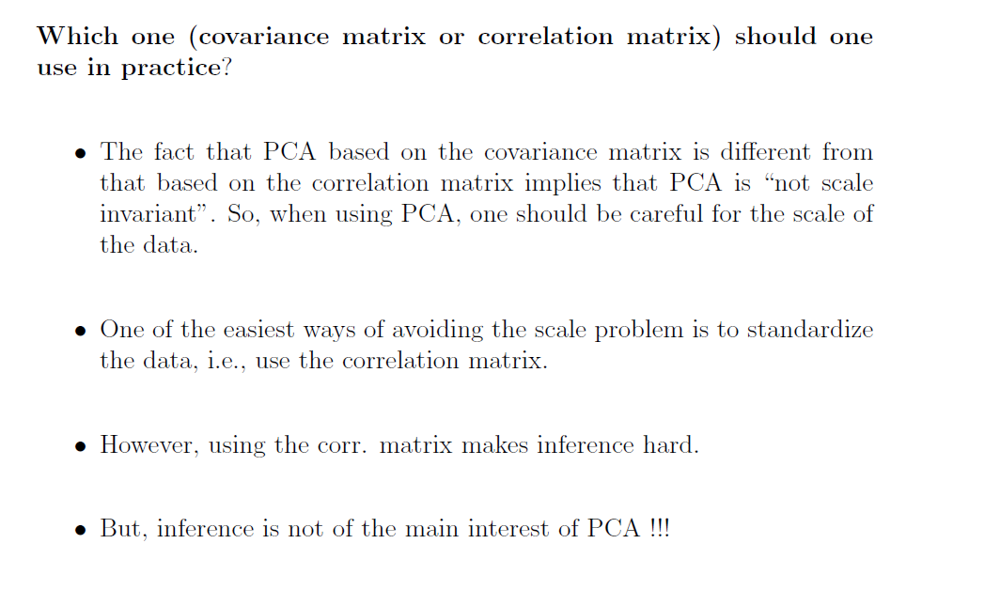 Which one (covariance matrix or correlation matrix) should one
use in practice?
• The fact that PCA based on the covariance matrix is different from
that based on the correlation matrix implies that PCA is “not scale
invariant”. So, when using PCA, one should be careful for the scale of
the data.
• One of the easiest ways of avoiding the scale problem is to standardize
the data, i.e., use the correlation matrix.
• However, using the corr. matrix makes inference hard.
• But, inference is not of the main interest of PCA !!!